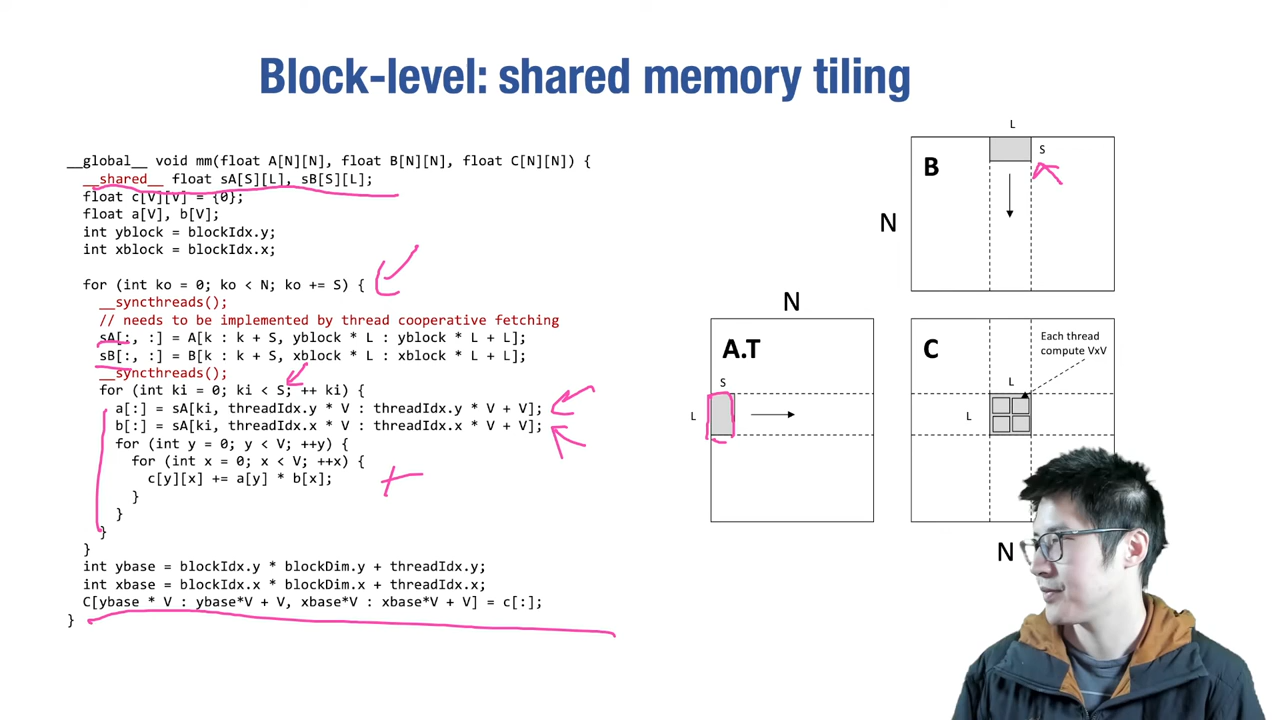 Block-level: shared memory tiling
__global__ void mm(float A[N][N], float B[N][N], float C[N][N]) {
__shared__ float sA[S][L], sB[S][L];
float c[V][V] = {0};
float a[V], b[V];
int yblock = blockIdx.y;
int xblock = blockIdx.x;
for (int ko = 0; ko < N; ko += S) {
__syncthreads();
// needs to be implemented by thread cooperative fetching
sA[:, :] = A[k : k + S, yblock * L : yblock * L + L];
sB[:, :] = B[k : k + S, xblock * L : xblock * L + L];
__syncthreads();
for (int ki = 0; ki < S; ++ ki) {
a[:] = sA[ki, threadIdx.y * V : threadIdx.y * V + V];
b[:] = sA[ki, threadIdx.x * V : threadIdx.x * V + V];
for (int y = 0; y < V; ++y) {
for (int x = 0; x < V; ++x) {
c[y][x] += a[y] * b[x];
}
}
}
}
int ybase = blockIdx.y * blockDim.y + threadIdx.y;
int xbase = blockIdx.x * blockDim.x + threadIdx.x;
C[ybase * V : ybase*V + V, xbase*V : xbase*V + V] = c[:];
}
L
B
S
N
N
A.T
S
L
C
Each thread
compute VxV
L
L
N